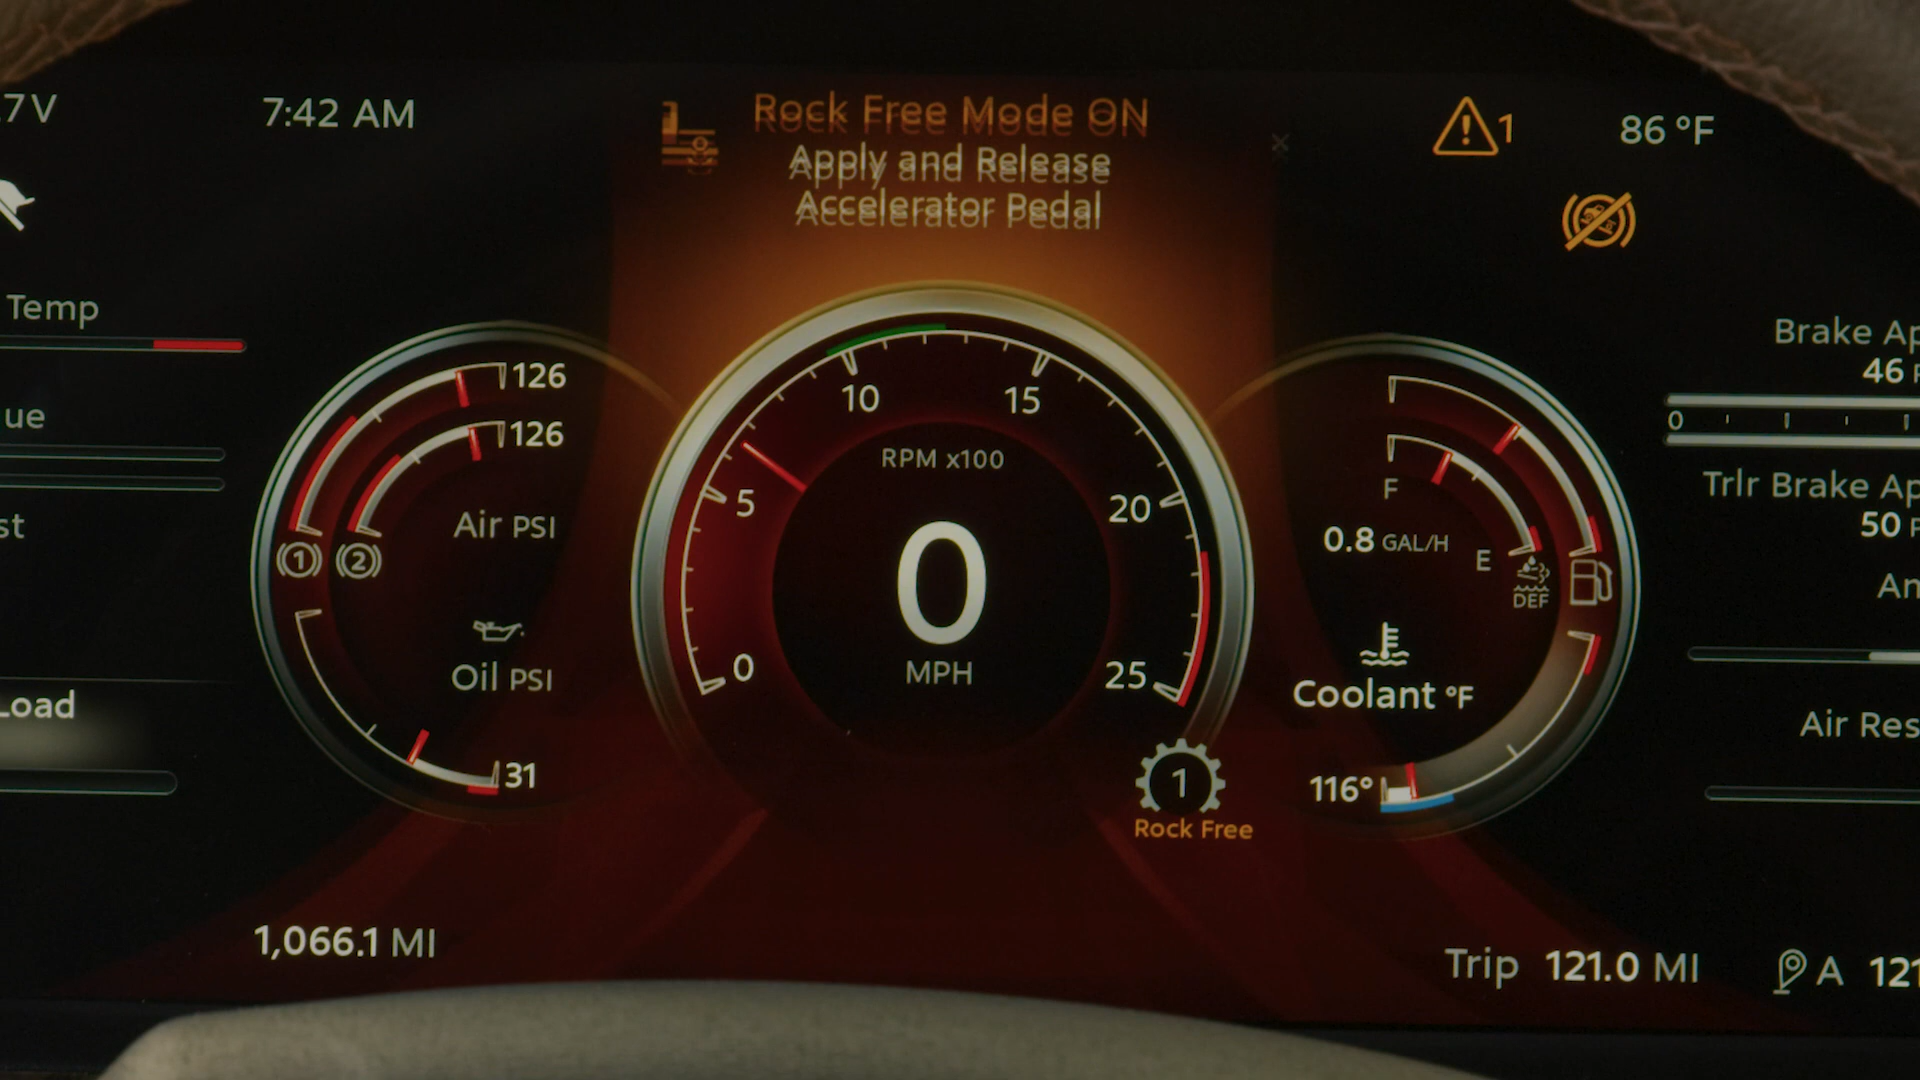 .7V
7:42 AM
Rock Free Mode ON
Apply and Release
Accelerator Pedal
1
86 °F
Temp
ue
st
Load
126
126
1
2
Air PSI
Oil PSI
31
0
5
10
15
20
25
RPM x100
0
MPH
1
Rock Free
F
0.8 GAL/H
E
DEF
Coolant °F
116°
Brake Ap
46 P
0
Trlr Brake Ap
50 P
Am
Air Res
1,066.1 MI
Trip 121.0 MI
A 121